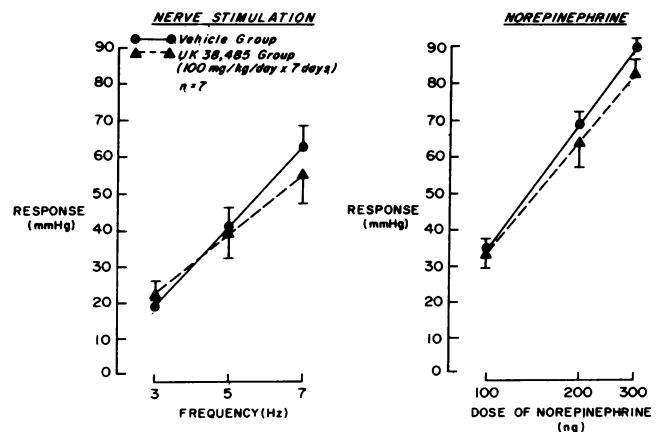 NERVE STIMULATION
Vehicle Group
UK 38,485 Group
(100 mg/kg/day x 7 days)
n = 7
90
80
70
60
50
40
30
20
10
0
RESPONSE
(mmHg)
3 5 7
FREQUENCY (Hz)
NOREPINEPHRINE
90
80
70
60
50
40
30
20
10
0
RESPONSE
(mmHg)
100 200 300
DOSE OF NOREPINEPHRINE
(ng)